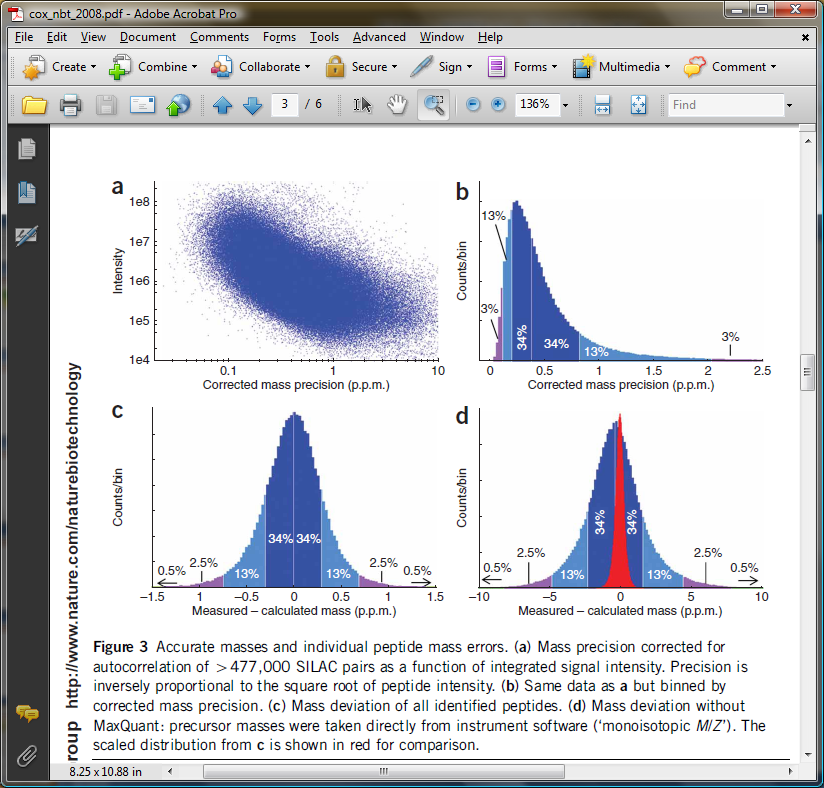 cox_nbt_2008.pdf - Adobe Acrobat Pro
File Edit View Document Comments Forms Tools Advanced Window Help
Create Combine Collaborate Secure Sign Forms Multimedia Comment
3 / 6 136% Find
a
1e8
1e7
1e6
1e5
1e4
Intensity
0.1 1 10
Corrected mass precision (p.p.m.)
b
Counts/bin
13%
3%
34%
34%
13%
3%
0 0.5 1 1.5 2 2.5
Corrected mass precision (p.p.m.)
c
Counts/bin
34% 34%
0.5% 2.5% 13% 13% 2.5% 0.5%
–1.5 1 –0.5 0 0.5 1 1.5
Measured – calculated mass (p.p.m.)
d
Counts/bin
34% 34%
0.5% 2.5% 13% 13% 2.5% 0.5%
–10 –5 0 5 10
Measured – calculated mass (p.p.m.)
roup http://www.nature.com/naturebiotechnology
Figure 3 Accurate masses and individual peptide mass errors. (a) Mass precision corrected for
autocorrelation of >477,000 SILAC pairs as a function of integrated signal intensity. Precision is
inversely proportional to the square root of peptide intensity. (b) Same data as a but binned by
corrected mass precision. (c) Mass deviation of all identified peptides. (d) Mass deviation without
MaxQuant: precursor masses were taken directly from instrument software (‘monoisotopic M/Z’). The
scaled distribution from c is shown in red for comparison.
8.25 x 10.88 in